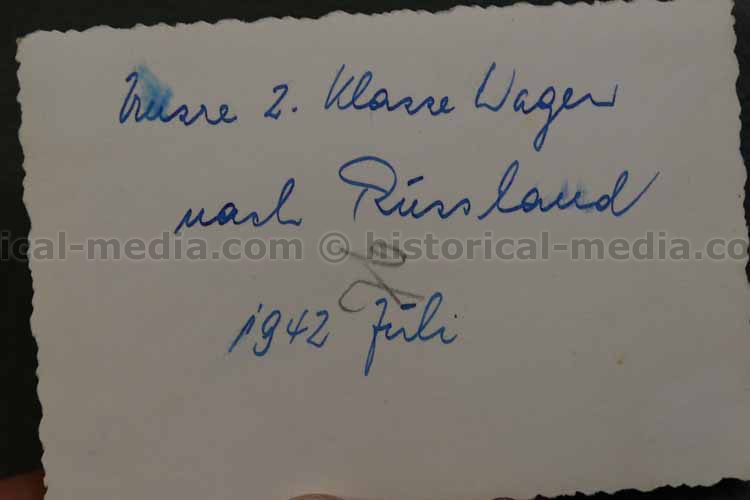 Unsre 2. Klasse Wagen
nach Russland
ical-media.com © historical-media.co
1942 Juli